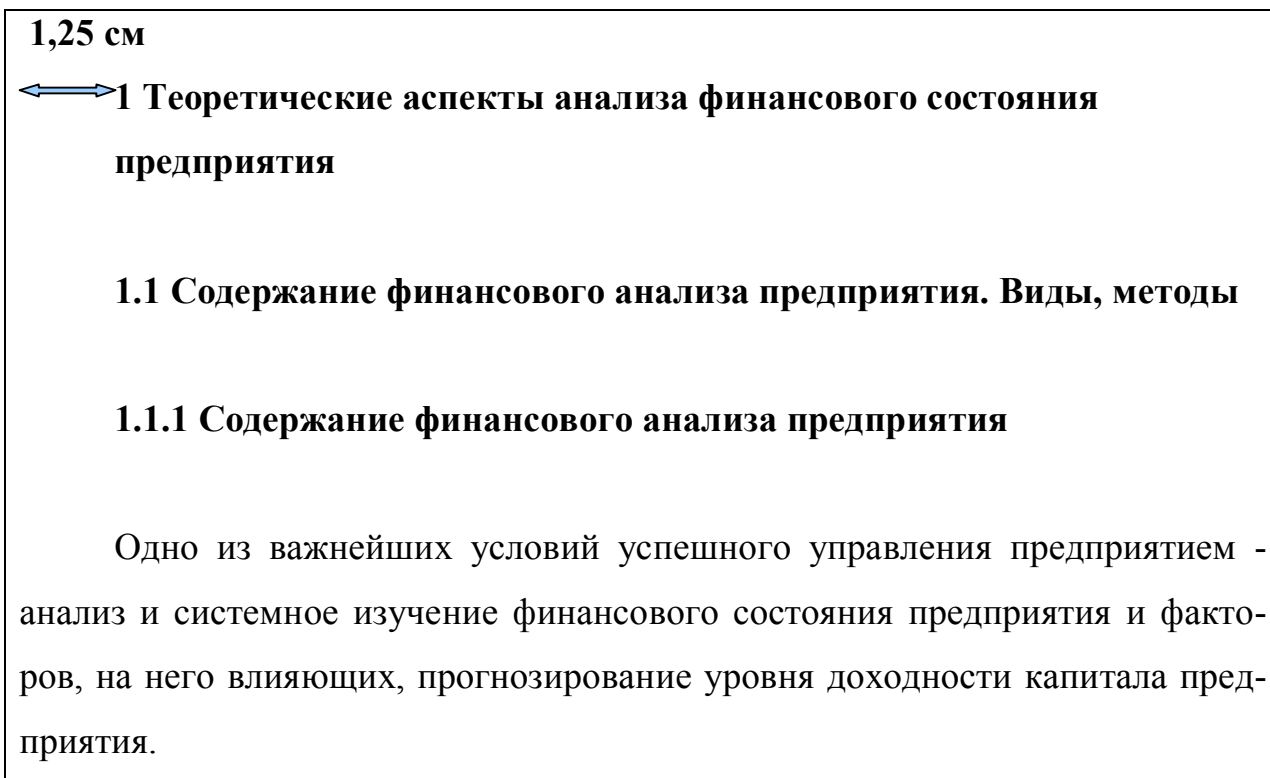 1,25 см
1 Теоретические аспекты анализа финансового состояния
предприятия
1.1 Содержание финансового анализа предприятия. Виды, методы
1.1.1 Содержание финансового анализа предприятия
Одно из важнейших условий успешного управления предприятием -
анализ и системное изучение финансового состояния предприятия и факто-
ров, на него влияющих, прогнозирование уровня доходности капитала пред-
приятия.